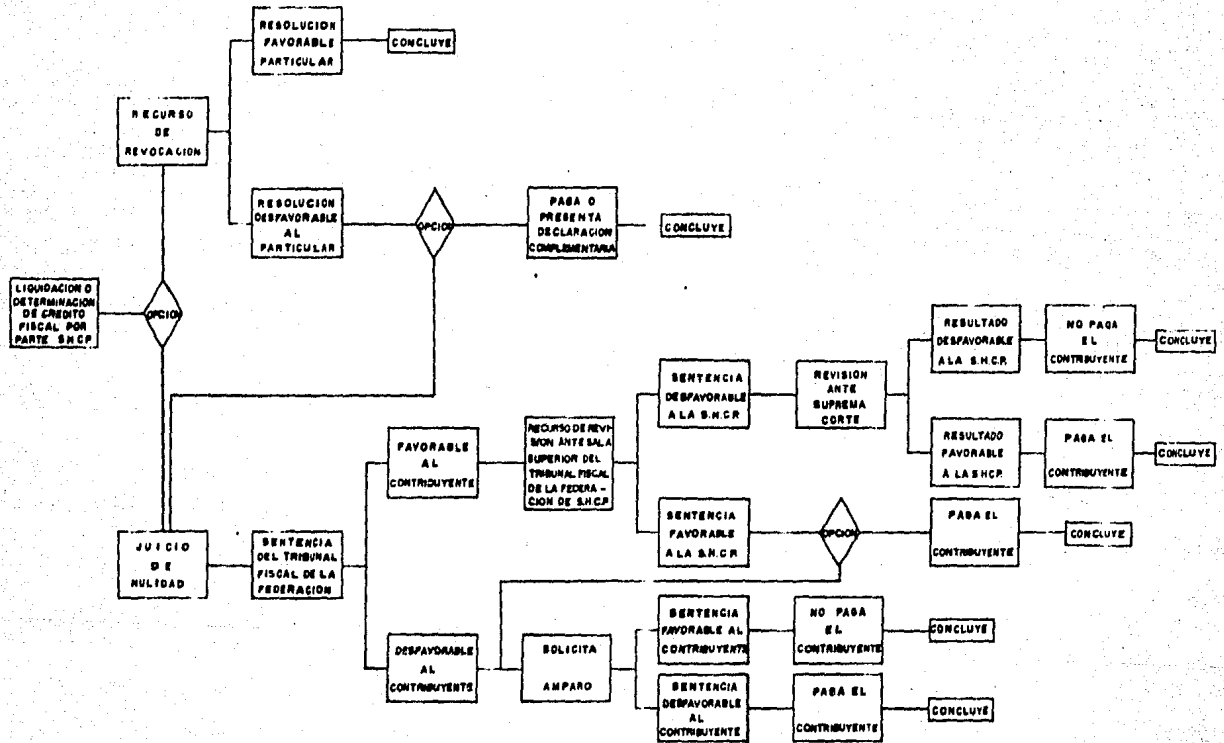 RESOLUCION
FAVORABLE
PARTICULAR
CONCLUYE
RECURSO
DE
REVOCACION
RESOLUCION
DESFAVORABLE
AL
PARTICULAR
OPCION
PAGA O
PRESENTA
DECLARACION
COMPLEMENTARIA
CONCLUYE
LIQUIDACION O
DETERMINACION
DE CREDITO
FISCAL POR
PARTE S.H.C.P
OPCION
RESULTADO
DESFAVORABLE
A LA S.H.C.P.
NO PAGA
EL
CONTRIBUYENTE
CONCLUYE
SENTENCIA
DESFAVORABLE
A LA S.H.C.P.
REVISION
ANTE
SUPREMA
CORTE
RESULTADO
FAVORABLE
A LA S H C P.
PAGA EL
CONTRIBUYENTE
CONCLUYE
FAVORABLE
AL
CONTRIBUYENTE
RECURSO DE REVI-
SION ANTE SALA
SUPERIOR DEL
TRIBUNAL FISCAL
DE LA FEDERA-
CION DE S.H.C.P
SENTENCIA
FAVORABLE
A LA S.H.C.P.
OPCION
PAGA EL
CONTRIBUYENTE
CONCLUYE
JUICIO
DE
NULIDAD
SENTENCIA
DEL TRIBUNAL
FISCAL DE LA
FEDERACION
DESFAVORABLE
AL
CONTRIBUYENTE
SOLICITA
AMPARO
SENTENCIA
FAVORABLE AL
CONTRIBUYENTE
NO PAGA
EL
CONTRIBUYENTE
CONCLUYE
SENTENCIA
DESFAVORABLE
AL
CONTRIBUYENTE
PAGA EL
CONTRIBUYENTE
CONCLUYE